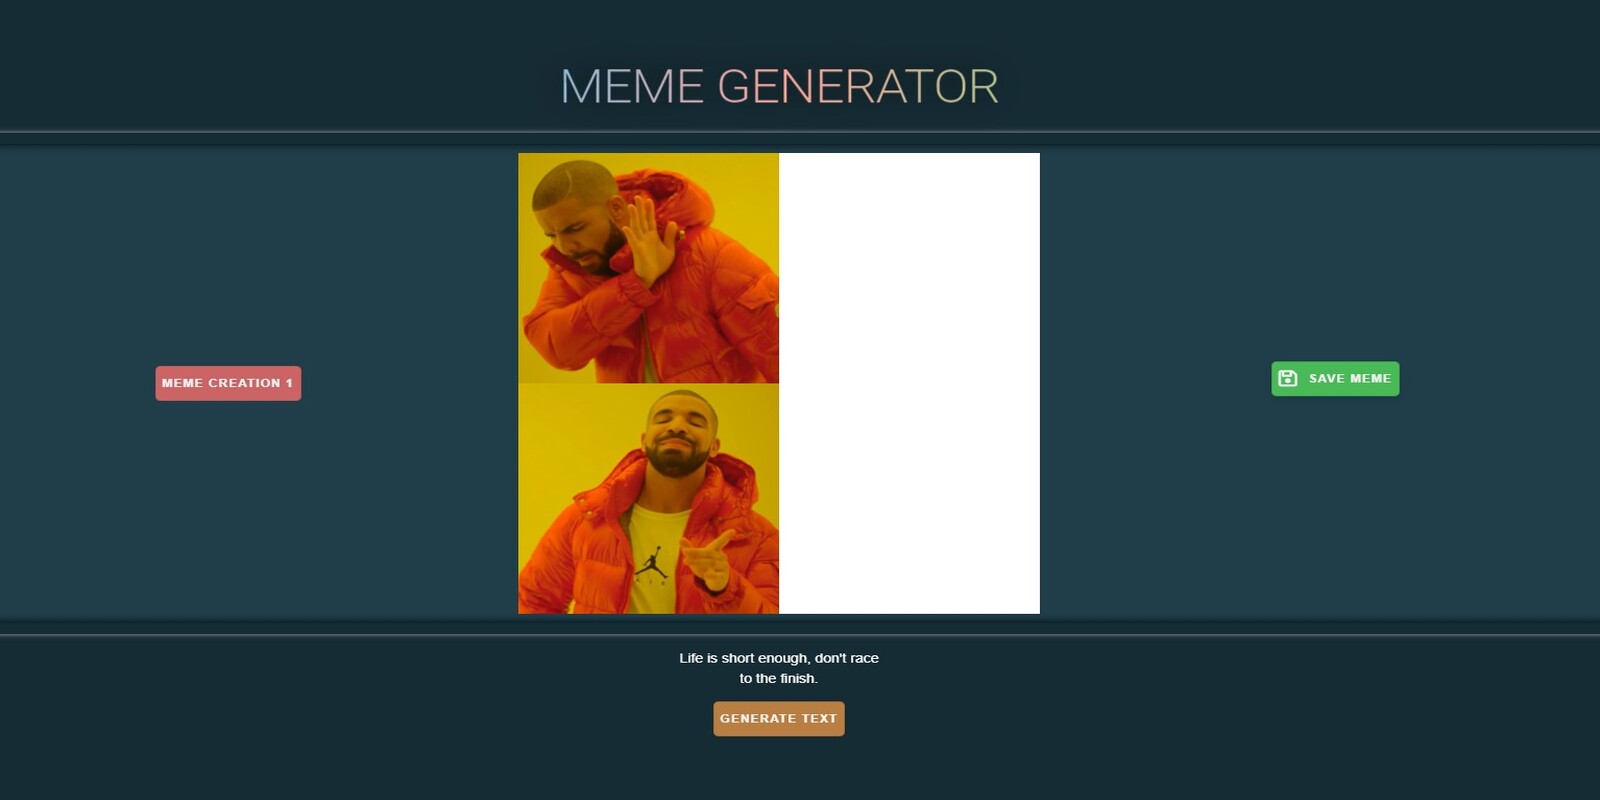 MEME GENERATOR
MEME CREATION 1
SAVE MEME
Life is short enough, don't race
to the finish.
GENERATE TEXT